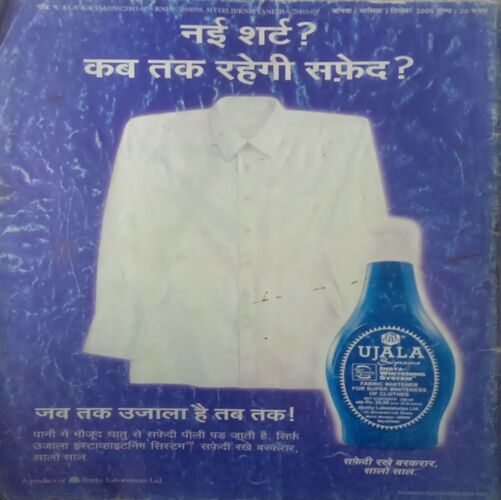 नई शर्ट?
कब तक रहेगी सफ़ेद?
UJALA
Supreme
INSTA-
WHITENING
SYSTEM
FABRIC WHITENER
FOR SUPER WHITENESS
OF CLOTHES
जब तक उजाला है तब तक!
पानी में मौजूद धातु से सफ़ेदी पीली पड़ जाती है. सिर्फ़
उजाला इंस्टाव्हाइटनिंग सिस्टम सफ़ेदी रखे बरकरार,
सालों साल.
सफ़ेदी रखे बरकरार,
सालों साल.
A product of Jyothy Laboratories Ltd.